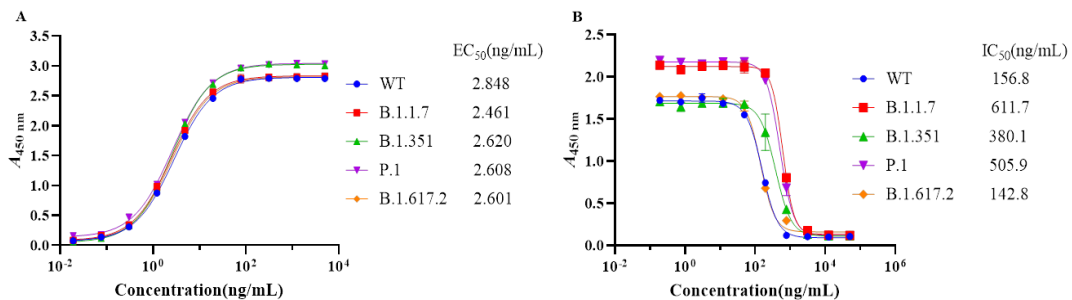 A
EC50(ng/mL)
WT 2.848
B.1.1.7 2.461
B.1.351 2.620
P.1 2.608
B.1.617.2 2.601
A450 nm
3.5
3.0
2.5
2.0
1.5
1.0
0.5
0.0
10-2 100 102 104
Concentration(ng/mL)
B
IC50(ng/mL)
WT 156.8
B.1.1.7 611.7
B.1.351 380.1
P.1 505.9
B.1.617.2 142.8
A450 nm
2.5
2.0
1.5
1.0
0.5
0.0
10-2 100 102 104 106
Concentration(ng/mL)